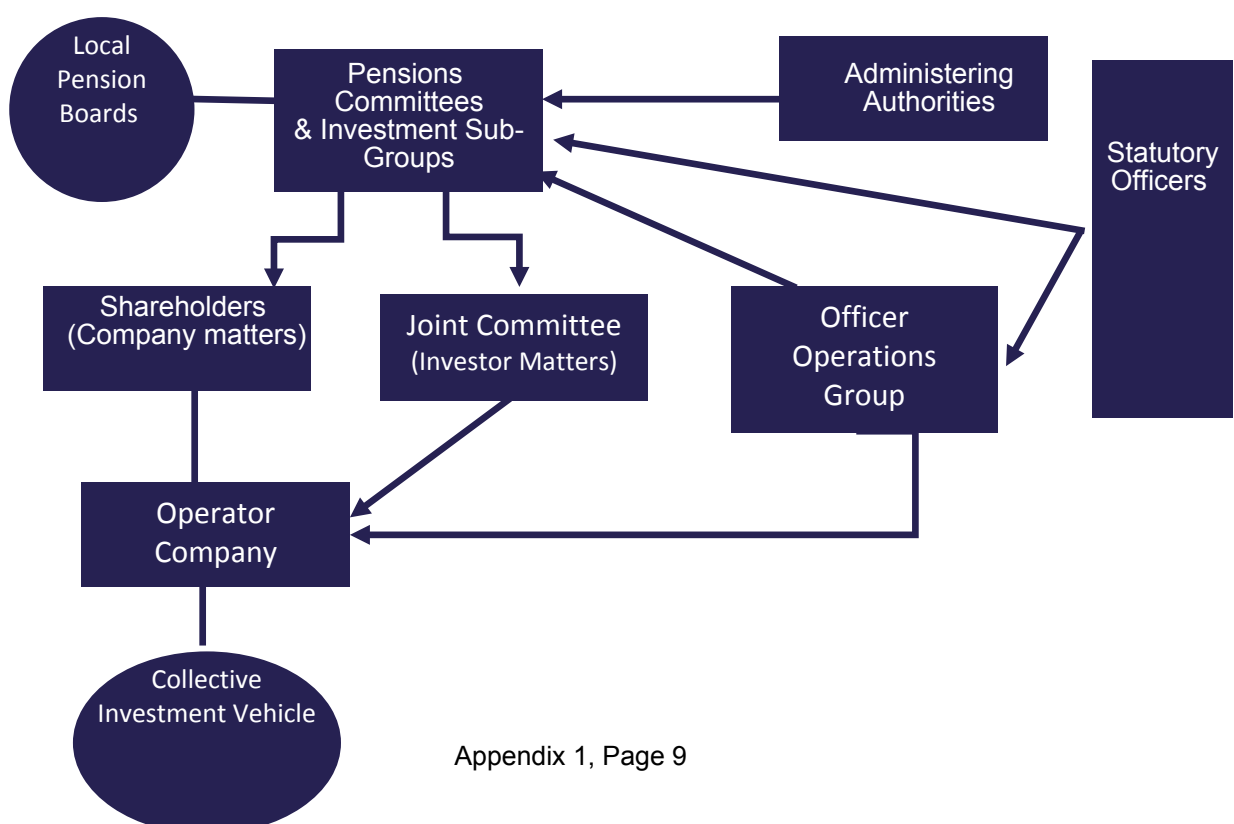 Local
Pension
Boards
Pensions
Committees
& Investment Sub-
Groups
Administering
Authorities
Statutory
Officers
Shareholders
(Company matters)
Joint Committee
(Investor Matters)
Officer
Operations
Group
Operator
Company
Collective
Investment Vehicle
Appendix 1, Page 9